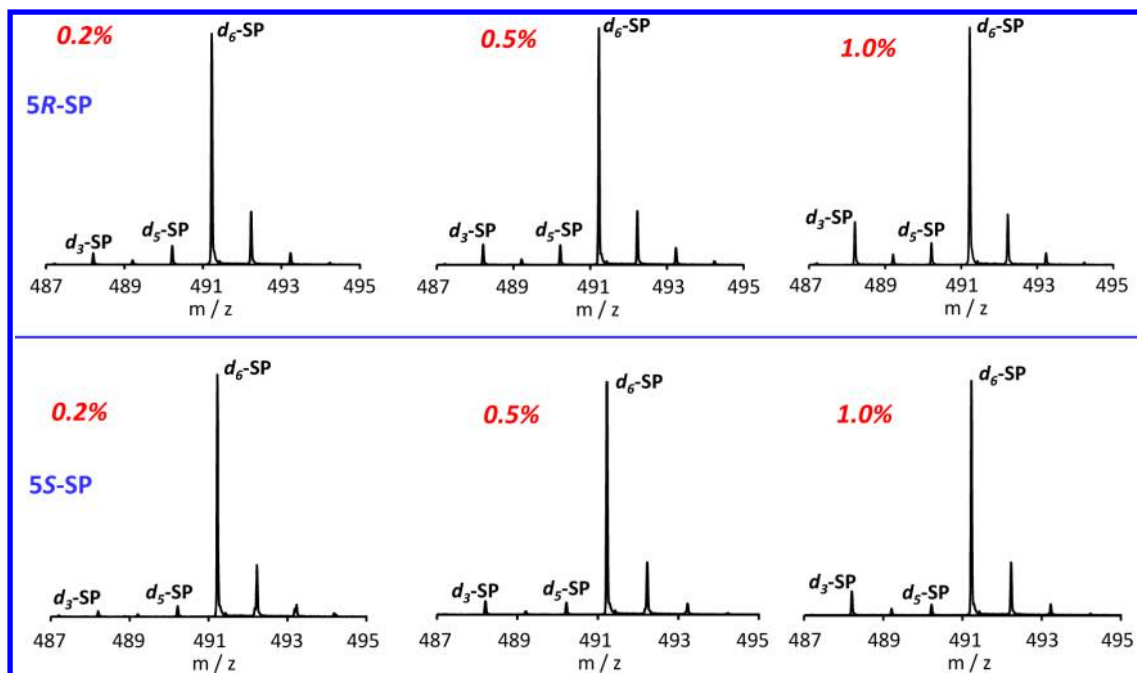 0.2%
d6-SP
5R-SP
d3-SP
d5-SP
487 489 491 493 495
m / z
0.5%
d6-SP
d3-SP
d5-SP
487 489 491 493 495
m / z
1.0%
d6-SP
d3-SP
d5-SP
487 489 491 493 495
m / z
0.2%
d6-SP
5S-SP
d3-SP
d5-SP
487 489 491 493 495
m / z
0.5%
d6-SP
d3-SP
d5-SP
487 489 491 493 495
m / z
1.0%
d6-SP
d3-SP
d5-SP
487 489 491 493 495
m / z